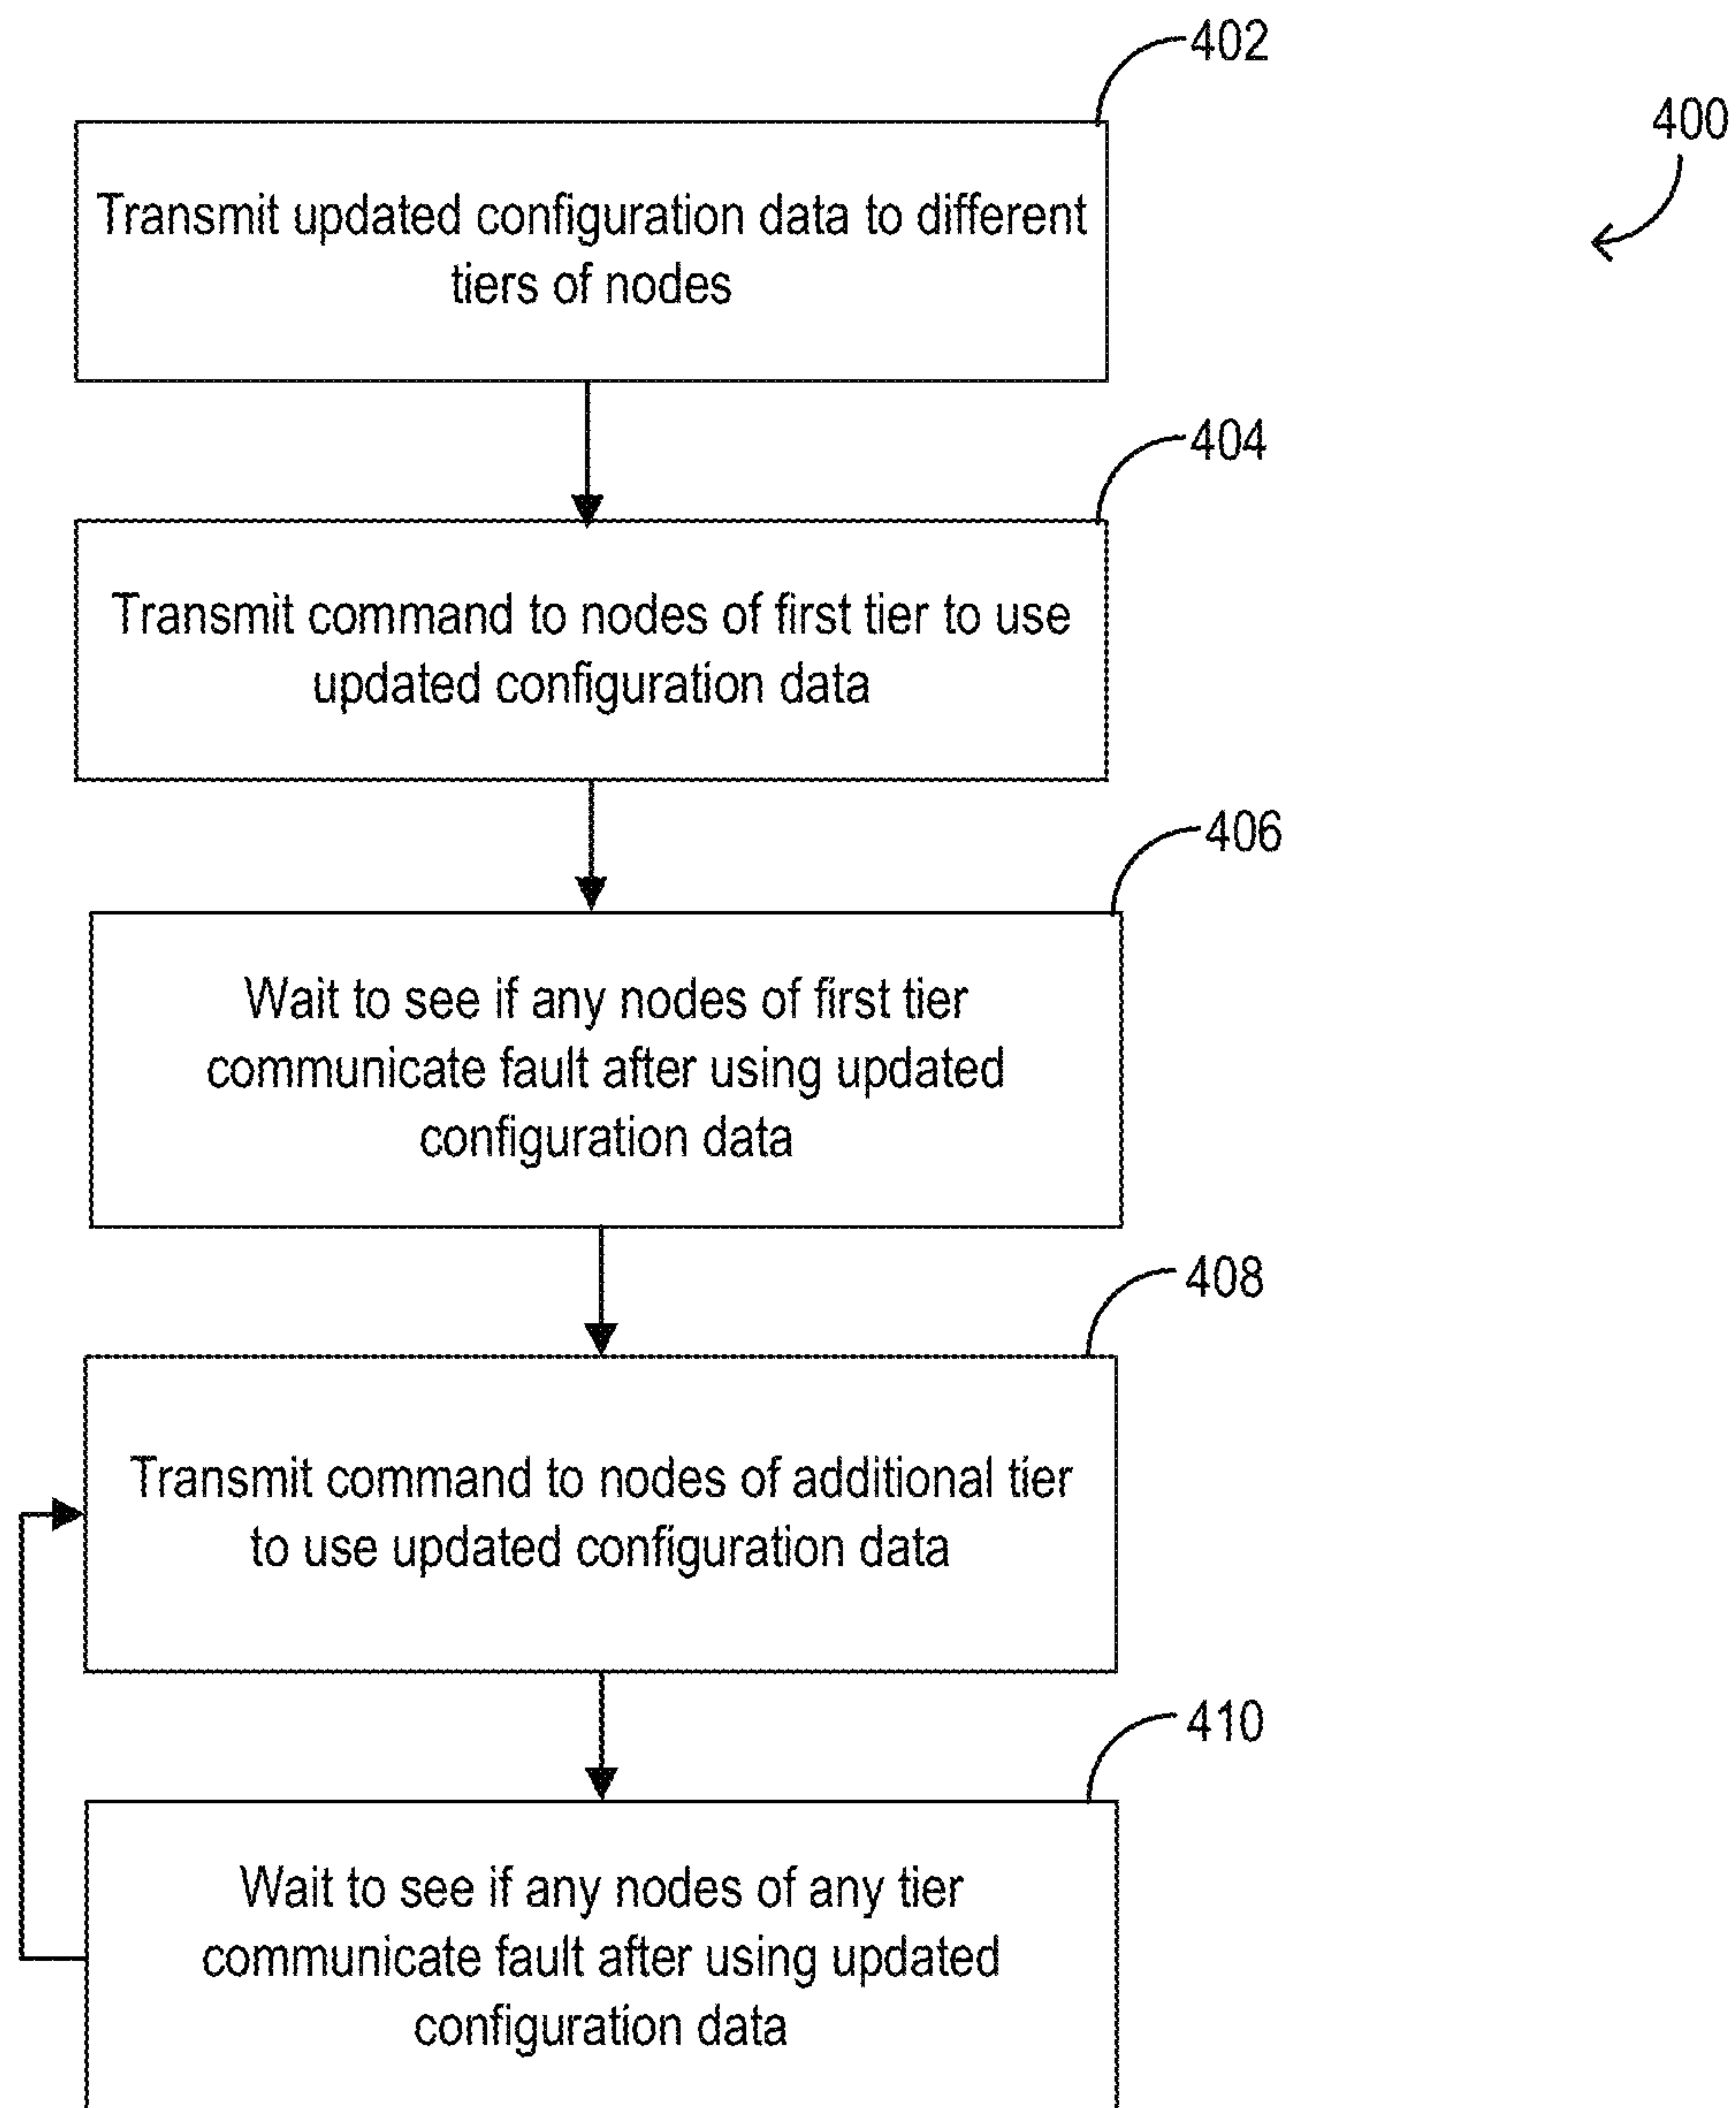 402
400
Transmit updated configuration data to different
tiers of nodes
404
Transmit command to nodes of first tier to use
updated configuration data
406
Wait to see if any nodes of first tier
communicate fault after using updated
configuration data
408
Transmit command to nodes of additional tier
to use updated configuration data
410
Wait to see if any nodes of any tier
communicate fault after using updated
configuration data